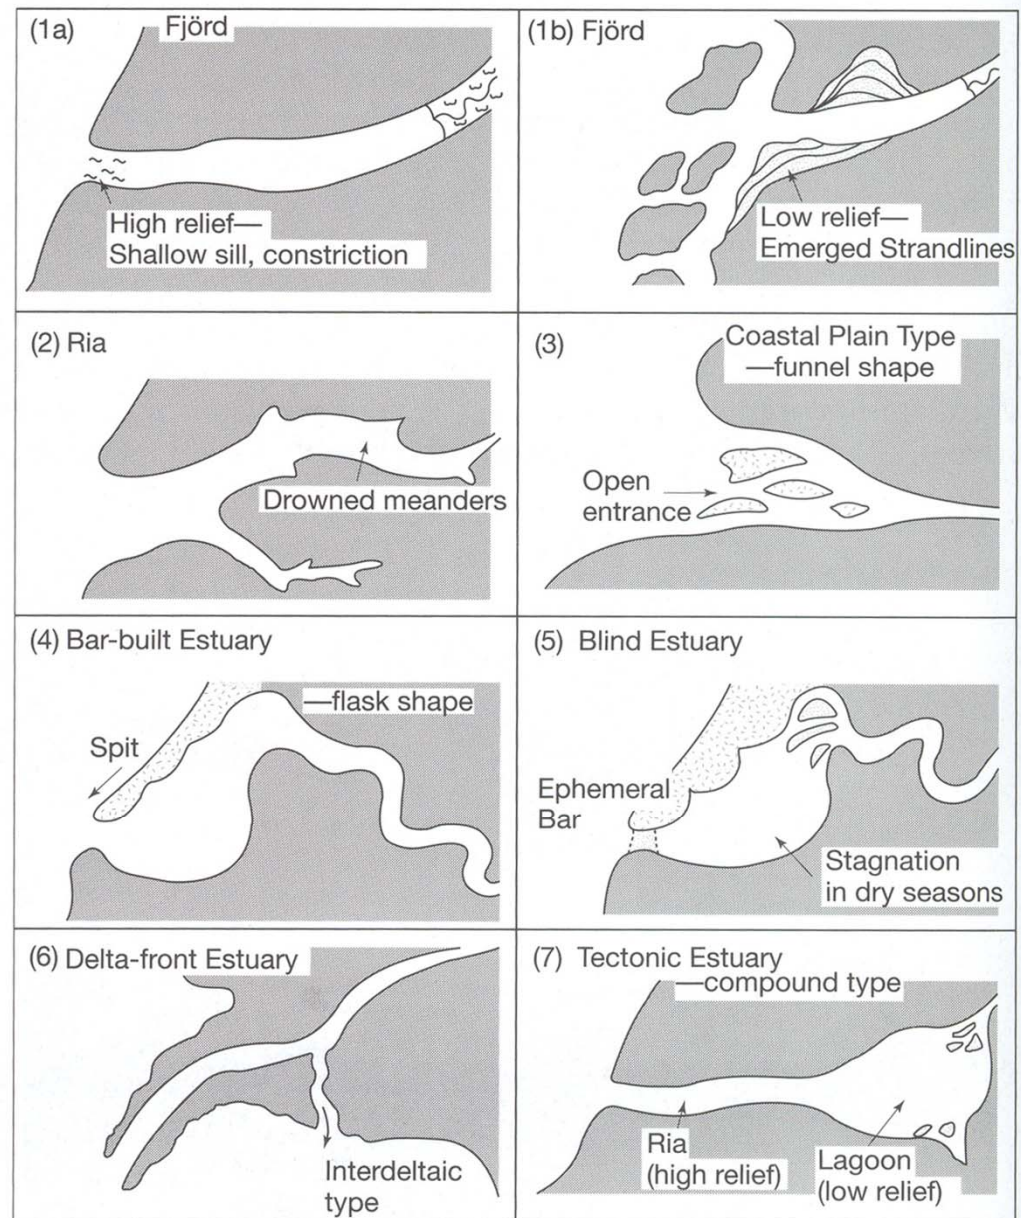 (1a) Fjörd
High relief—
Shallow sill, constriction
(1b) Fjörd
Low relief—
Emerged Strandlines
(2) Ria
Drowned meanders
(3) Coastal Plain Type
—funnel shape
Open
entrance
(4) Bar-built Estuary
—flask shape
Spit
(5) Blind Estuary
Ephemeral
Bar
Stagnation
in dry seasons
(6) Delta-front Estuary
Interdeltaic
type
(7) Tectonic Estuary
—compound type
Ria
(high relief)
Lagoon
(low relief)